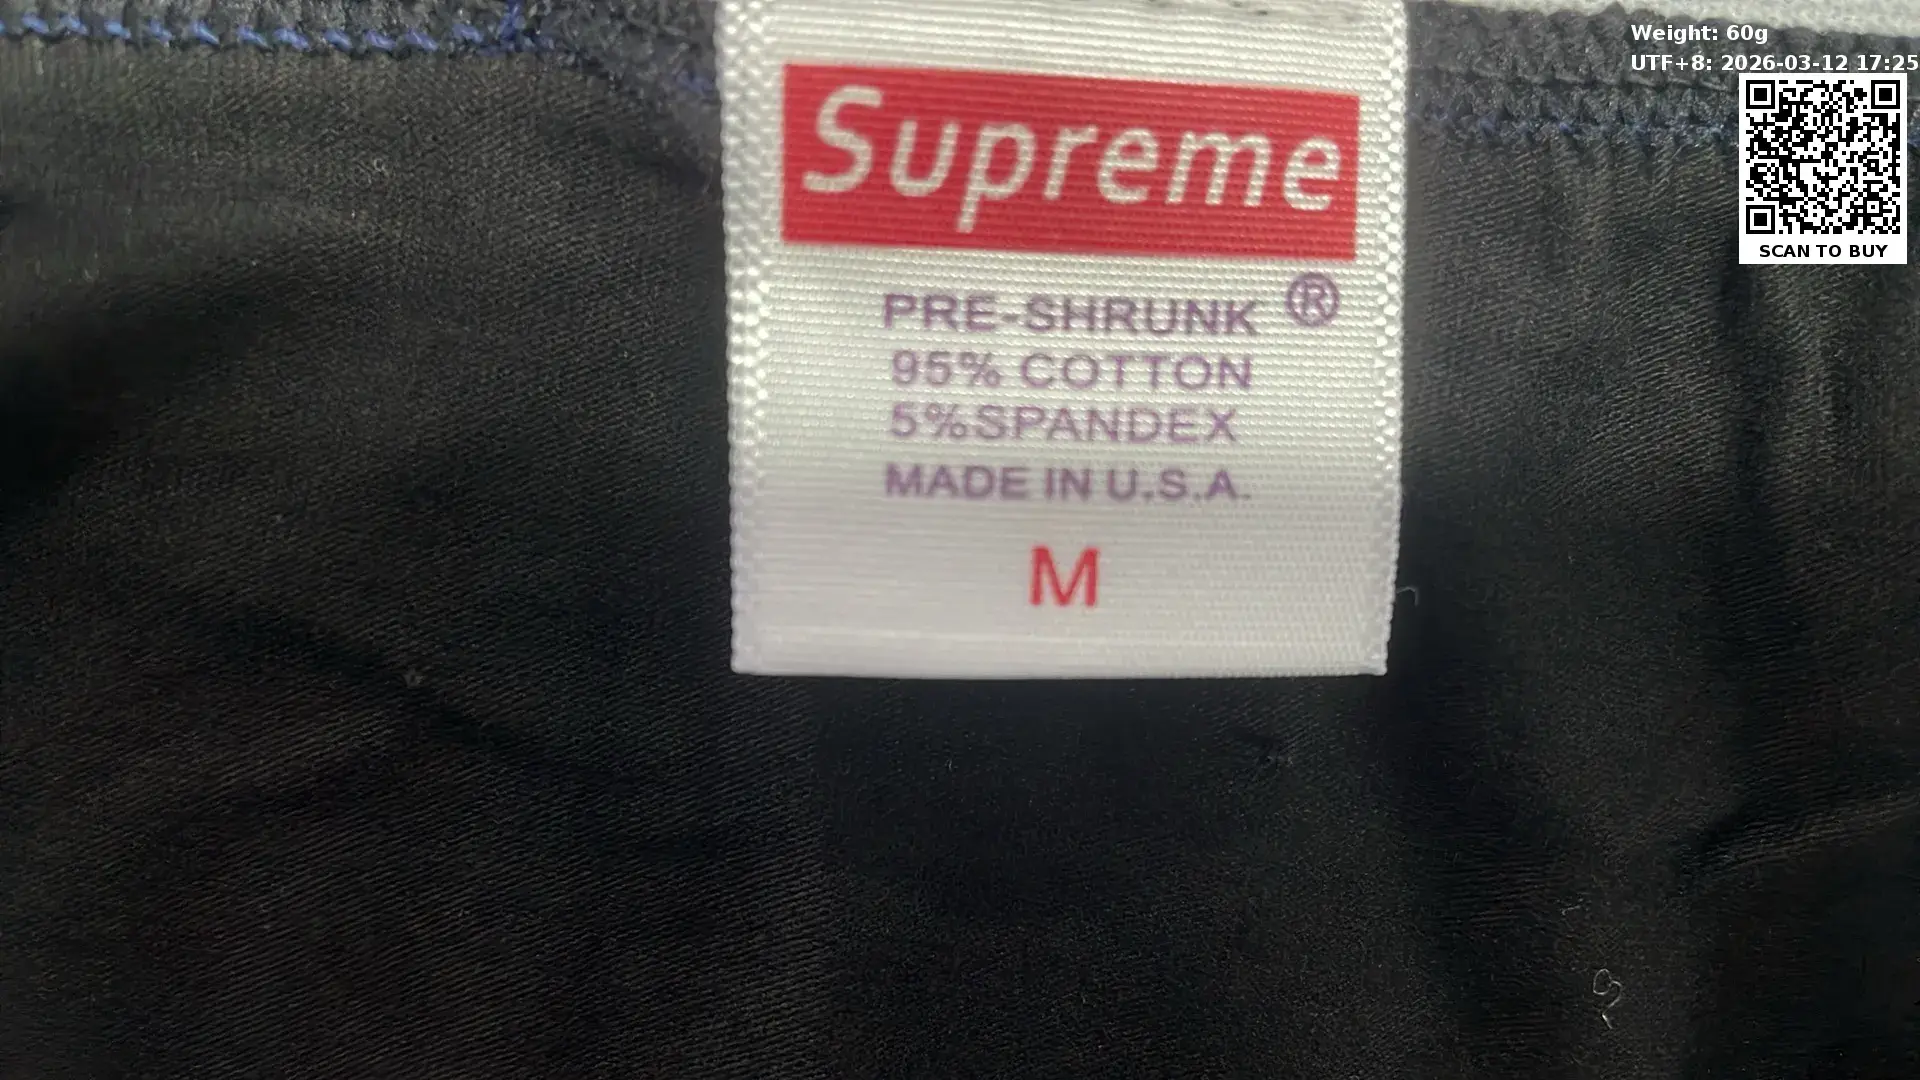 Weight: 60g
UTF+8: 2026-03-12 17:25
SCAN TO BUY
Supreme
®
PRE-SHRUNK
95% COTTON
5%SPANDEX
MADE IN U.S.A.
M